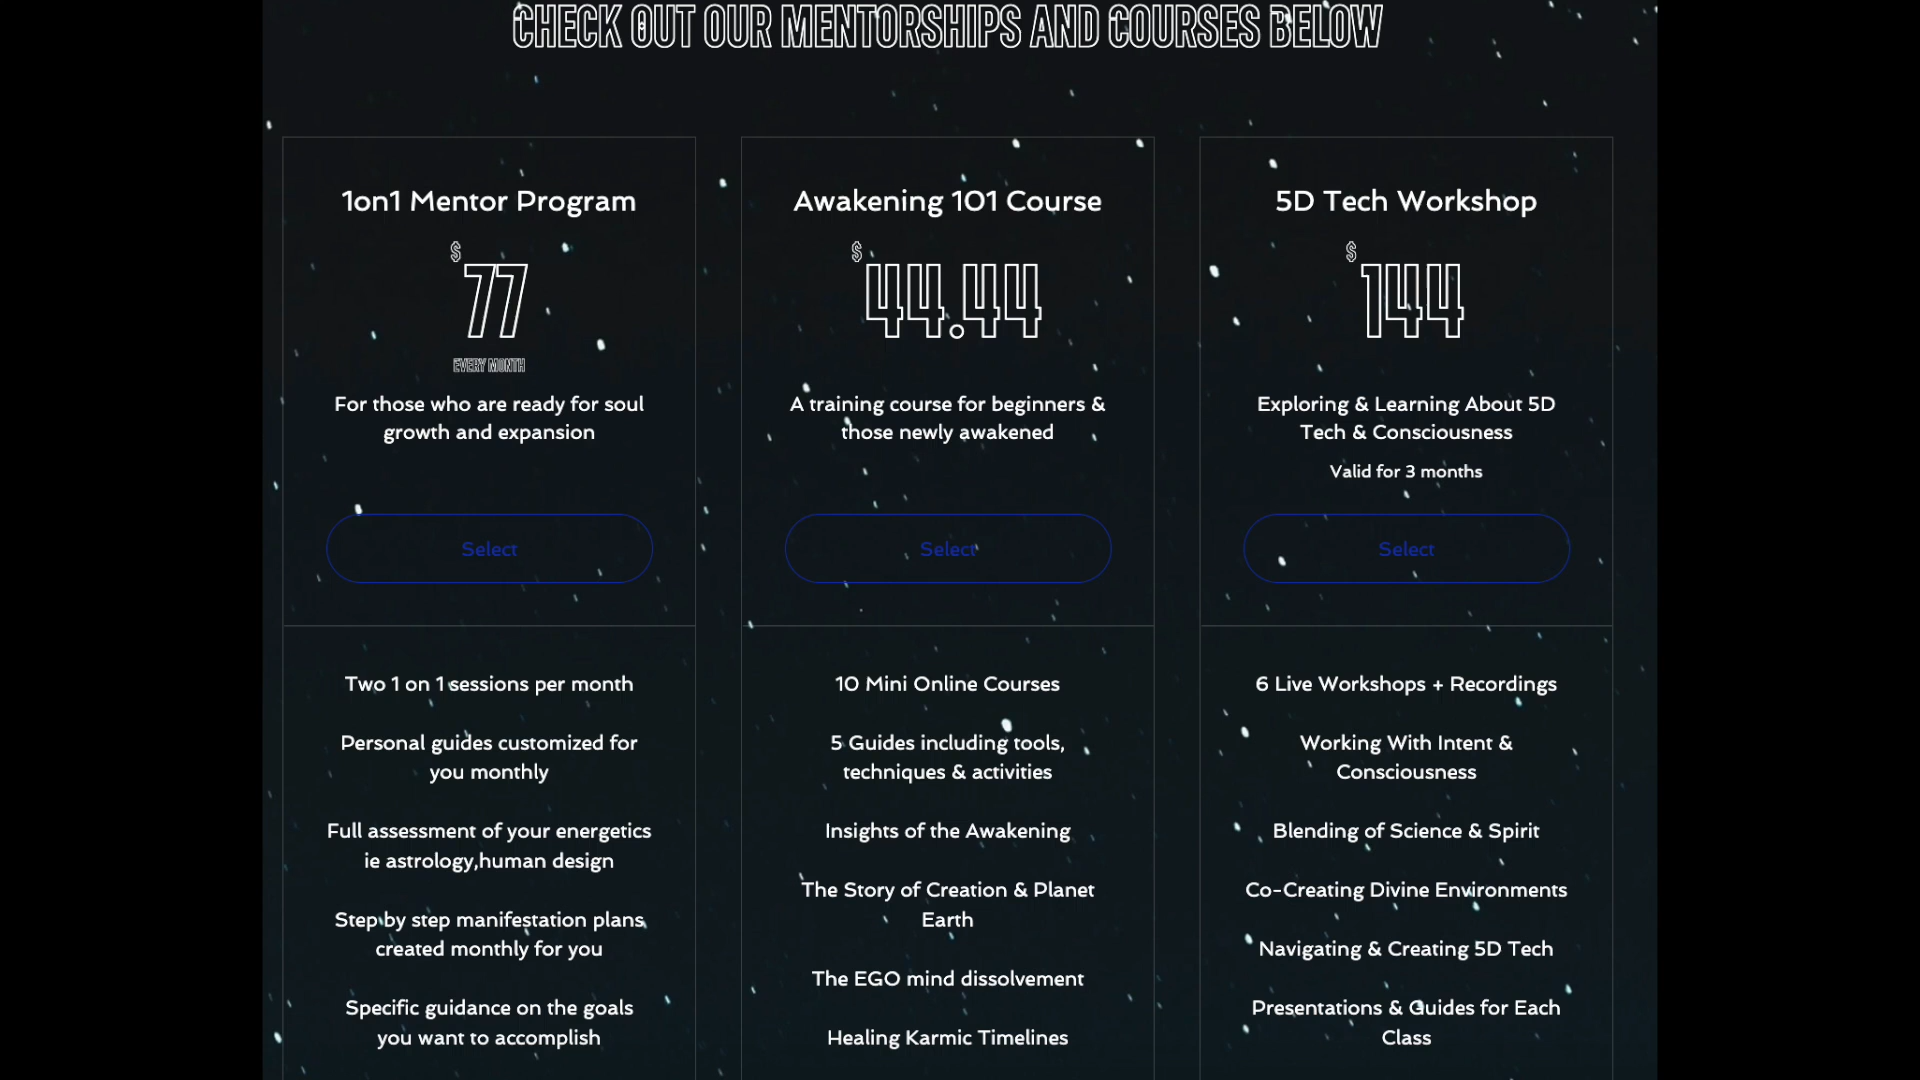 CHECK OUT OUR MENTORSHIPS AND COURSES BELOW
1on1 Mentor Program
$77
EVERY MONTH
For those who are ready for soul
growth and expansion
Select
Two 1 on 1 sessions per month
Personal guides customized for
you monthly
Full assessment of your energetics
ie astrology,human design
Step by step manifestation plans
created monthly for you
Specific guidance on the goals
you want to accomplish
Awakening 101 Course
$44.44
A training course for beginners &
those newly awakened
Select
10 Mini Online Courses
5 Guides including tools,
techniques & activities
Insights of the Awakening
The Story of Creation & Planet
Earth
The EGO mind dissolvement
Healing Karmic Timelines
5D Tech Workshop
$144
Exploring & Learning About 5D
Tech & Consciousness
Valid for 3 months
Select
6 Live Workshops + Recordings
Working With Intent &
Consciousness
Blending of Science & Spirit
Co-Creating Divine Environments
Navigating & Creating 5D Tech
Presentations & Guides for Each
Class